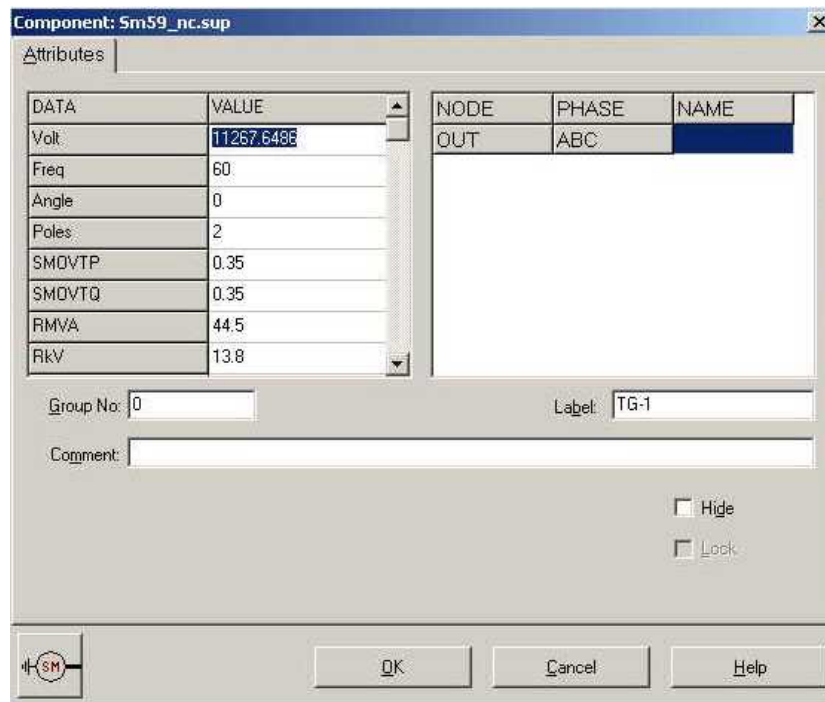 Component: Sm59_nc.sup
Attributes
DATA VALUE
Volt 11267.6486
Freq 60
Angle 0
Poles 2
SMOVTP 0.35
SMOVTQ 0.35
RMVA 44.5
RkV 13.8
NODE PHASE NAME
OUT ABC
Group No: 0
Label: TG-1
Comment:
Hide
Lock
SM
OK Cancel Help